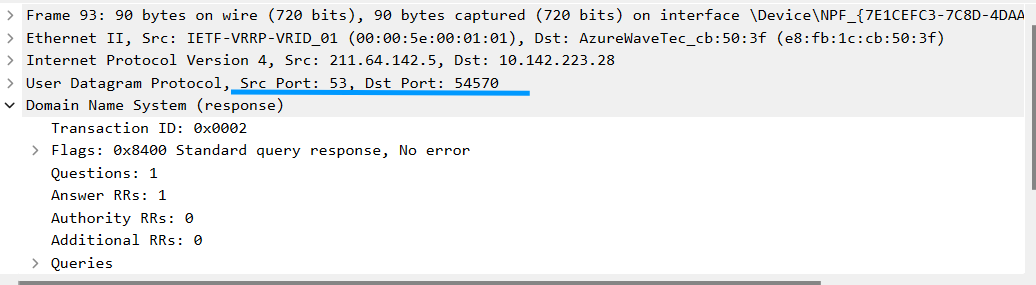 Frame 93: 90 bytes on wire (720 bits), 90 bytes captured (720 bits) on interface \Device\NPF_{7E1CEFC3-7C8D-4DAA
Ethernet II, Src: IETF-VRRP-VRID_01 (00:00:5e:00:01:01), Dst: AzureWaveTec_cb:50:3f (e8:fb:1c:cb:50:3f)
Internet Protocol Version 4, Src: 211.64.142.5, Dst: 10.142.223.28
User Datagram Protocol, Src Port: 53, Dst Port: 54570
Domain Name System (response)
Transaction ID: 0x0002
Flags: 0x8400 Standard query response, No error
Questions: 1
Answer RRs: 1
Authority RRs: 0
Additional RRs: 0
Queries